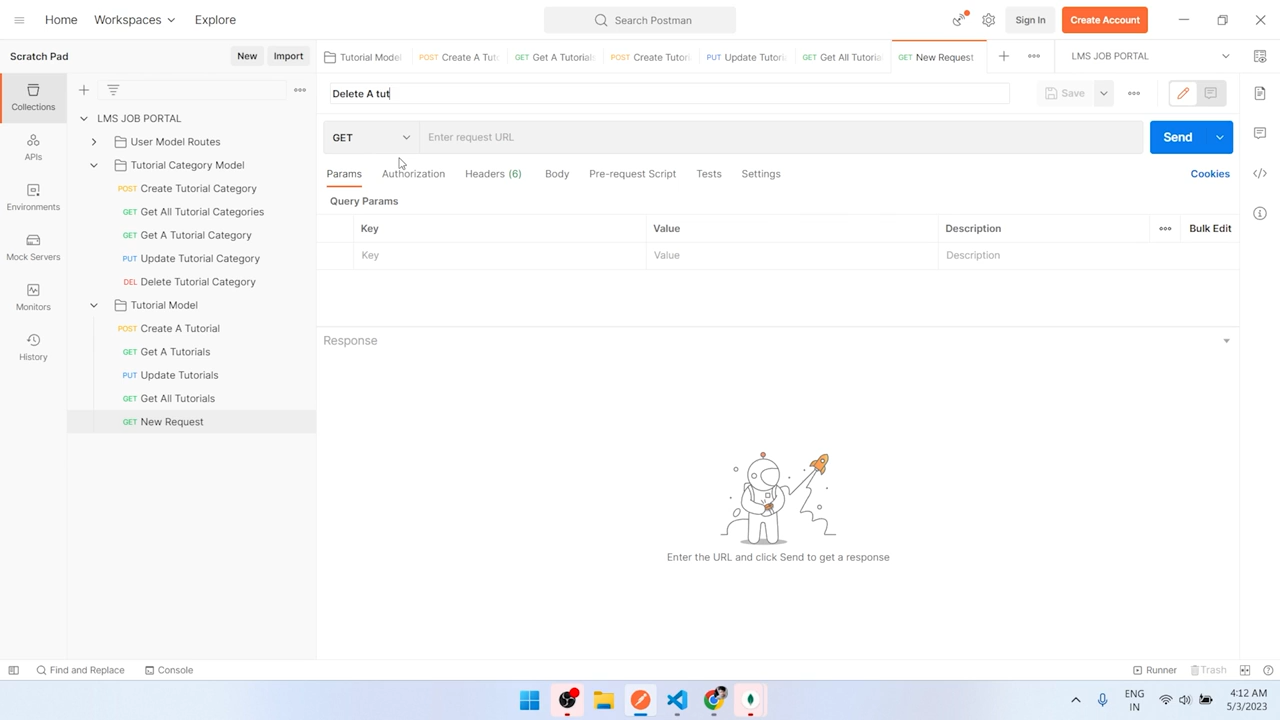 Home Workspaces Explore Search Postman Sign In Create Account
Scratch Pad New Import Tutorial Model POST Create A Tut GET Get A Tutorials POST Create Tutori PUT Update Tutori GET Get All Tutoria GET New Request LMS JOB PORTAL
Collections
APIs
Environments
Mock Servers
Monitors
History
LMS JOB PORTAL
User Model Routes
Tutorial Category Model
POST Create Tutorial Category
GET Get All Tutorial Categories
GET Get A Tutorial Category
PUT Update Tutorial Category
DEL Delete Tutorial Category
Tutorial Model
POST Create A Tutorial
GET Get A Tutorials
PUT Update Tutorials
GET Get All Tutorials
GET New Request
Delete A tut Save
GET Enter request URL Send
Params Authorization Headers (6) Body Pre-request Script Tests Settings Cookies
Query Params
Key Value Description Bulk Edit
Key Value Description
Response
Enter the URL and click Send to get a response
Find and Replace Console Runner Trash
ENG
IN
4:12 AM
5/3/2023